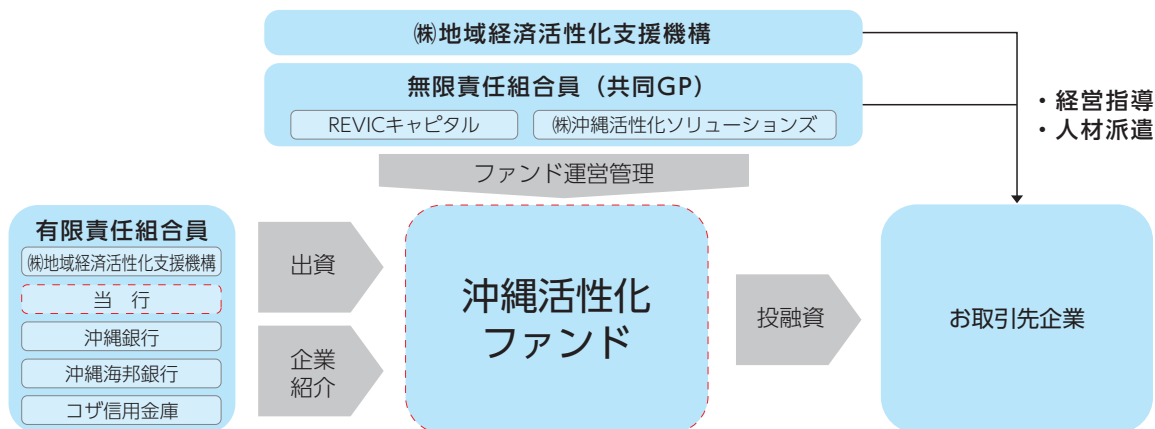 ㈱地域経済活性化支援機構
無限責任組合員（共同GP）
REVICキャピタル
㈱沖縄活性化ソリューションズ
・経営指導
・人材派遣
ファンド運営管理
有限責任組合員
㈱地域経済活性化支援機構
当　行
沖縄銀行
沖縄海邦銀行
コザ信用金庫
出資
企業
紹介
沖縄活性化
ファンド
投融資
お取引先企業